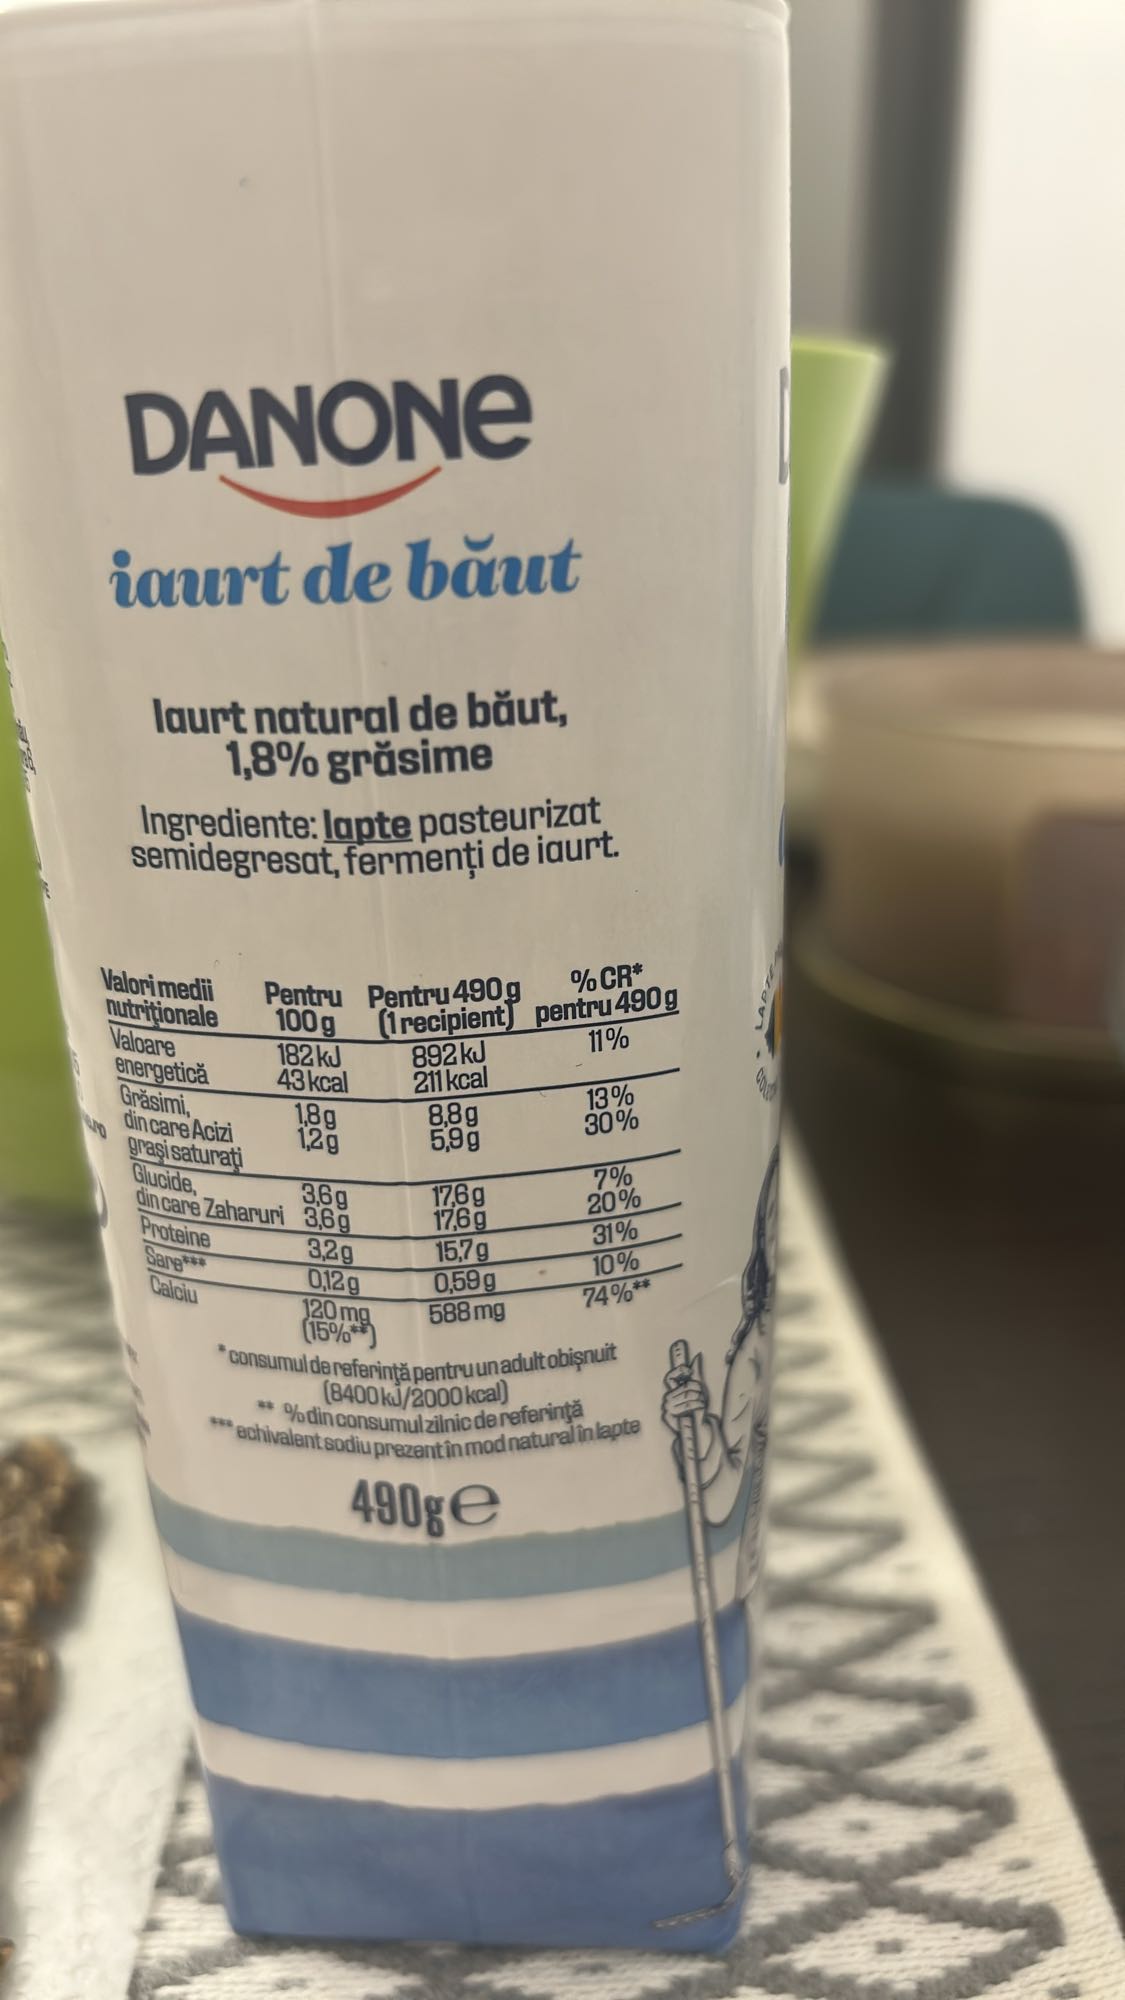 DANONE
iaurt de băut
Iaurt natural de băut,
1,8% grăsime
Ingrediente: lapte pasteurizat
semidegresat, fermenți de iaurt.
Valori medii nutriționale Pentru 100 g Pentru 490 g (1 recipient) % CR* pentru 490 g
Valoare energetică 182 kJ 892 kJ 11%
43 kcal 211 kcal
Grăsimi, 1,8 g 8,8 g 13%
din care Acizi grași saturați 1,2 g 5,9 g 30%
Glucide, 3,6 g 17,6 g 7%
din care Zaharuri 3,6 g 17,6 g 20%
Proteine 3,2 g 15,7 g 31%
Sare*** 0,12 g 0,59 g 10%
Calciu 120 mg 588 mg 74%**
(15%**)
*consumul de referință pentru un adult obișnuit
(8400 kJ/2000 kcal)
** % din consumul zilnic de referință
*** echivalent sodiu prezent în mod natural în lapte
490 g e